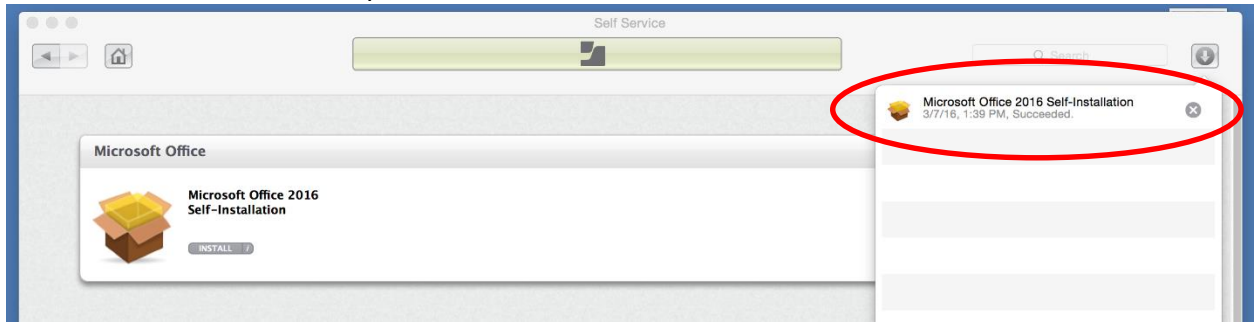 Self Service
Search
Microsoft Office 2016 Self-Installation
3/7/16, 1:39 PM, Succeeded.
Microsoft Office
Microsoft Office 2016
Self-Installation
INSTALL i